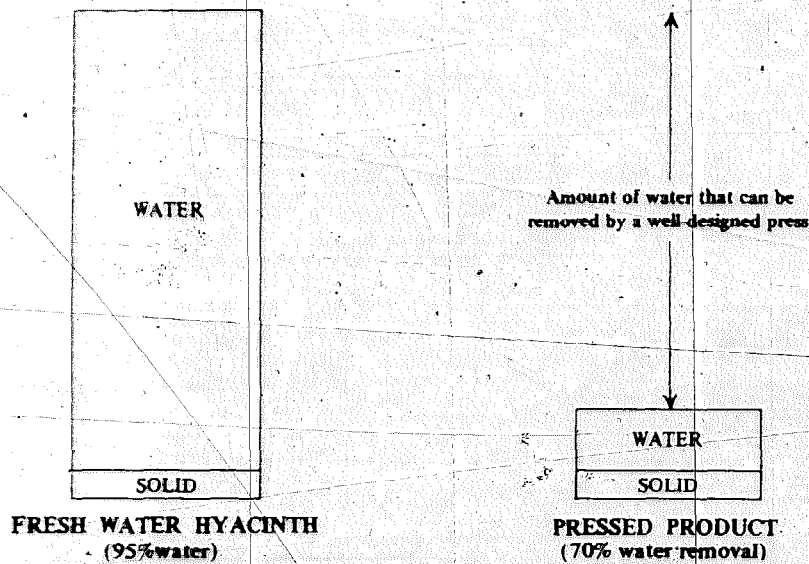 WATER
Amount of water that can be
removed by a well-designed press
WATER
SOLID
SOLID
FRESH WATER HYACINTH
(95%water)
PRESSED PRODUCT
(70% water removal)